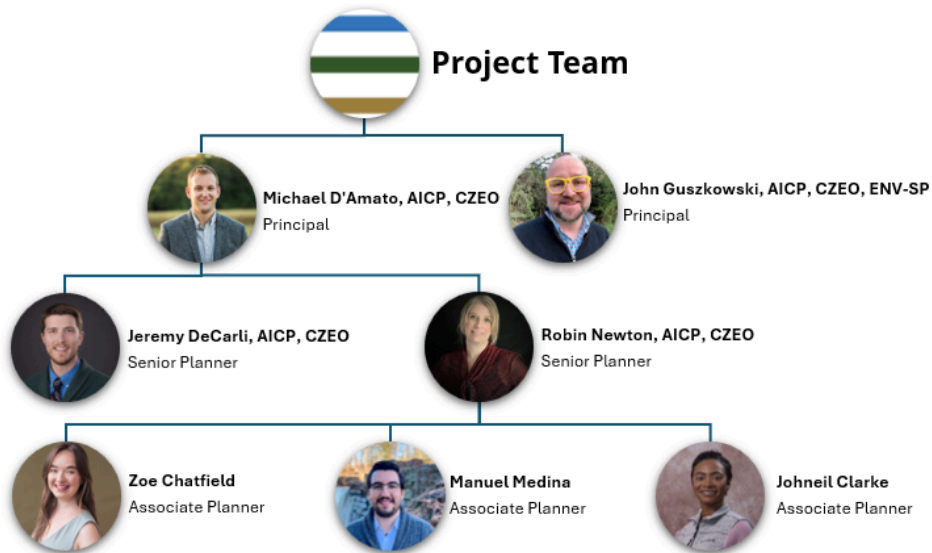 Project Team
Michael D'Amato, AICP, CZEO
Principal
John Guszkowski, AICP, CZEO, ENV-SP
Principal
Jeremy DeCarli, AICP, CZEO
Senior Planner
Robin Newton, AICP, CZEO
Senior Planner
Zoe Chatfield
Associate Planner
Manuel Medina
Associate Planner
Johneil Clarke
Associate Planner